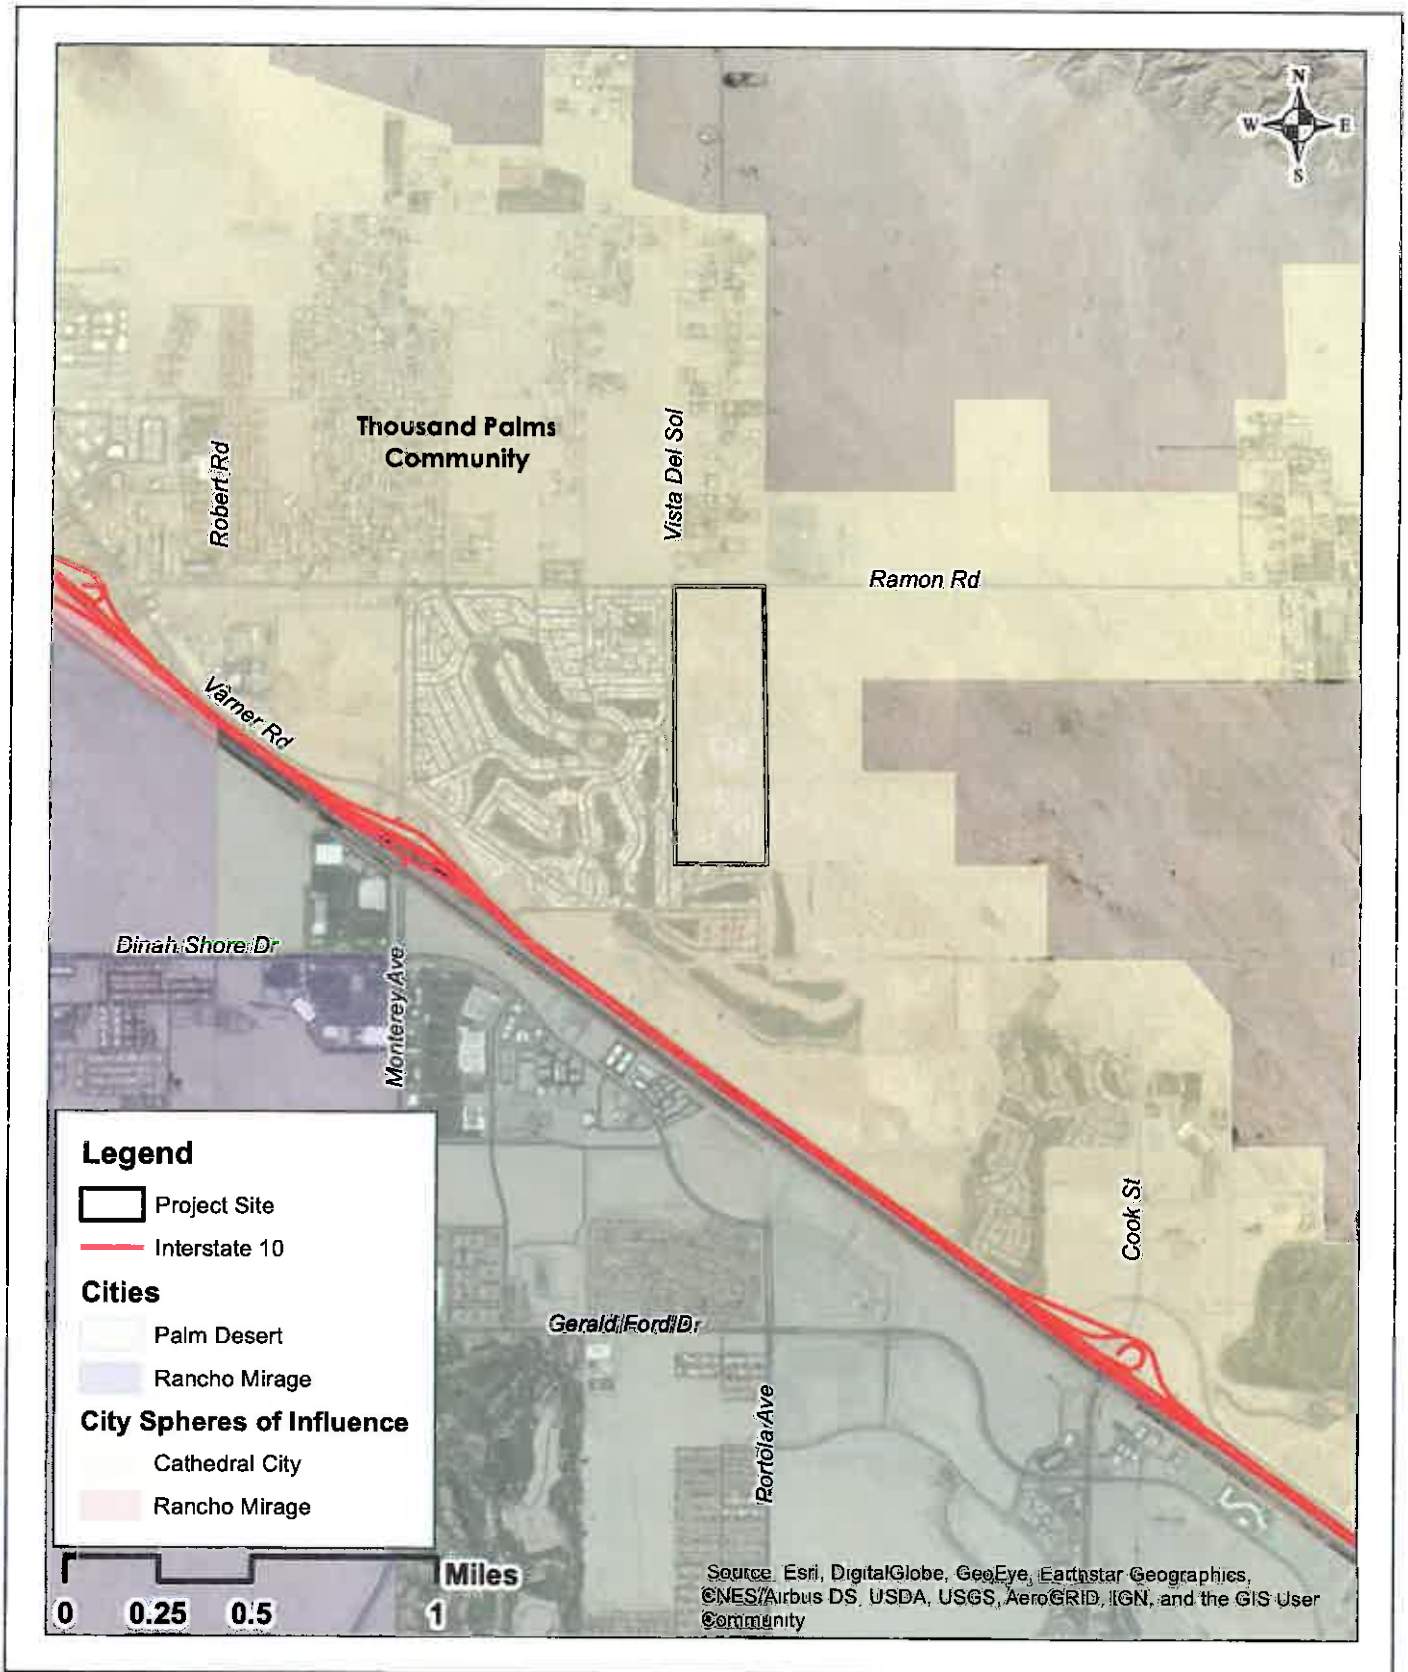 N
W E
S
Thousand Palms
Community
Robert Rd
Vista Del Sol
Ramon Rd
Varner Rd
Dinah Shore Dr
Monterey Ave
Cook St
Gerald Ford Dr
Portola Ave
Legend
Project Site
Interstate 10
Cities
Palm Desert
Rancho Mirage
City Spheres of Influence
Cathedral City
Rancho Mirage
Miles
0 0.25 0.5 1
Source: Esri, DigitalGlobe, GeoEye, Earthstar Geographics,
CNES/Airbus DS, USDA, USGS, AeroGRID, IGN, and the GIS User
Community